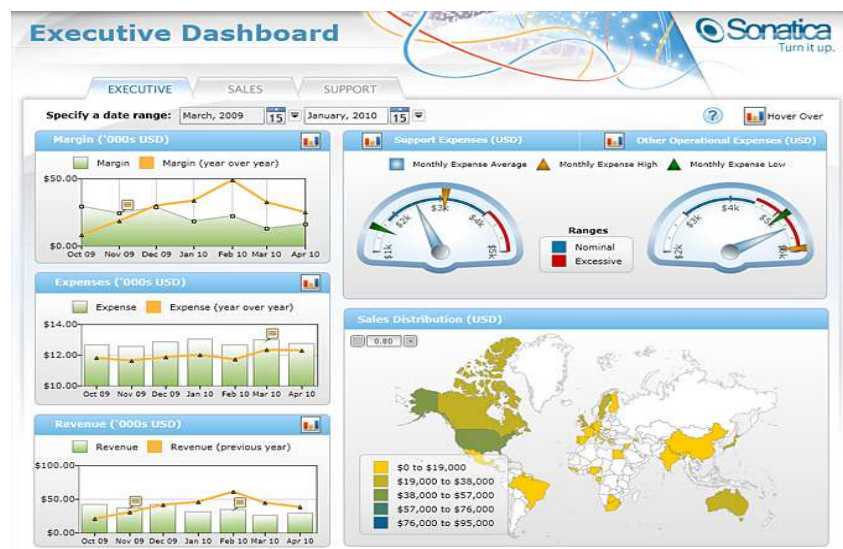 Executive Dashboard
Sonatica
Turn it up.
EXECUTIVE SALES SUPPORT
Specify a date range: March, 2009 15 January, 2010 15 ? Hover Over
Margin ('000s USD)
Margin Margin (year over year)
$50.00
$0.00
Oct 09 Nov 09 Dec 09 Jan 10 Feb 10 Mar 10 Apr 10
Expenses ('000s USD)
Expense Expense (year over year)
$14.00
$12.00
$10.00
Oct 09 Nov 09 Dec 09 Jan 10 Feb 10 Mar 10 Apr 10
Revenue ('000s USD)
Revenue Revenue (previous year)
$100.00
$50.00
$0.00
Oct 09 Nov 09 Dec 09 Jan 10 Feb 10 Mar 10 Apr 10
Support Expenses (USD) Other Operational Expenses (USD)
Monthly Expense Average Monthly Expense High Monthly Expense Low
$1k $2k $3k $4k $5k
Ranges
Nominal
Excessive
$2k $3k $4k $5k
Sales Distribution (USD)
0.80
$0 to $19,000
$19,000 to $38,000
$38,000 to $57,000
$57,000 to $76,000
$76,000 to $95,000